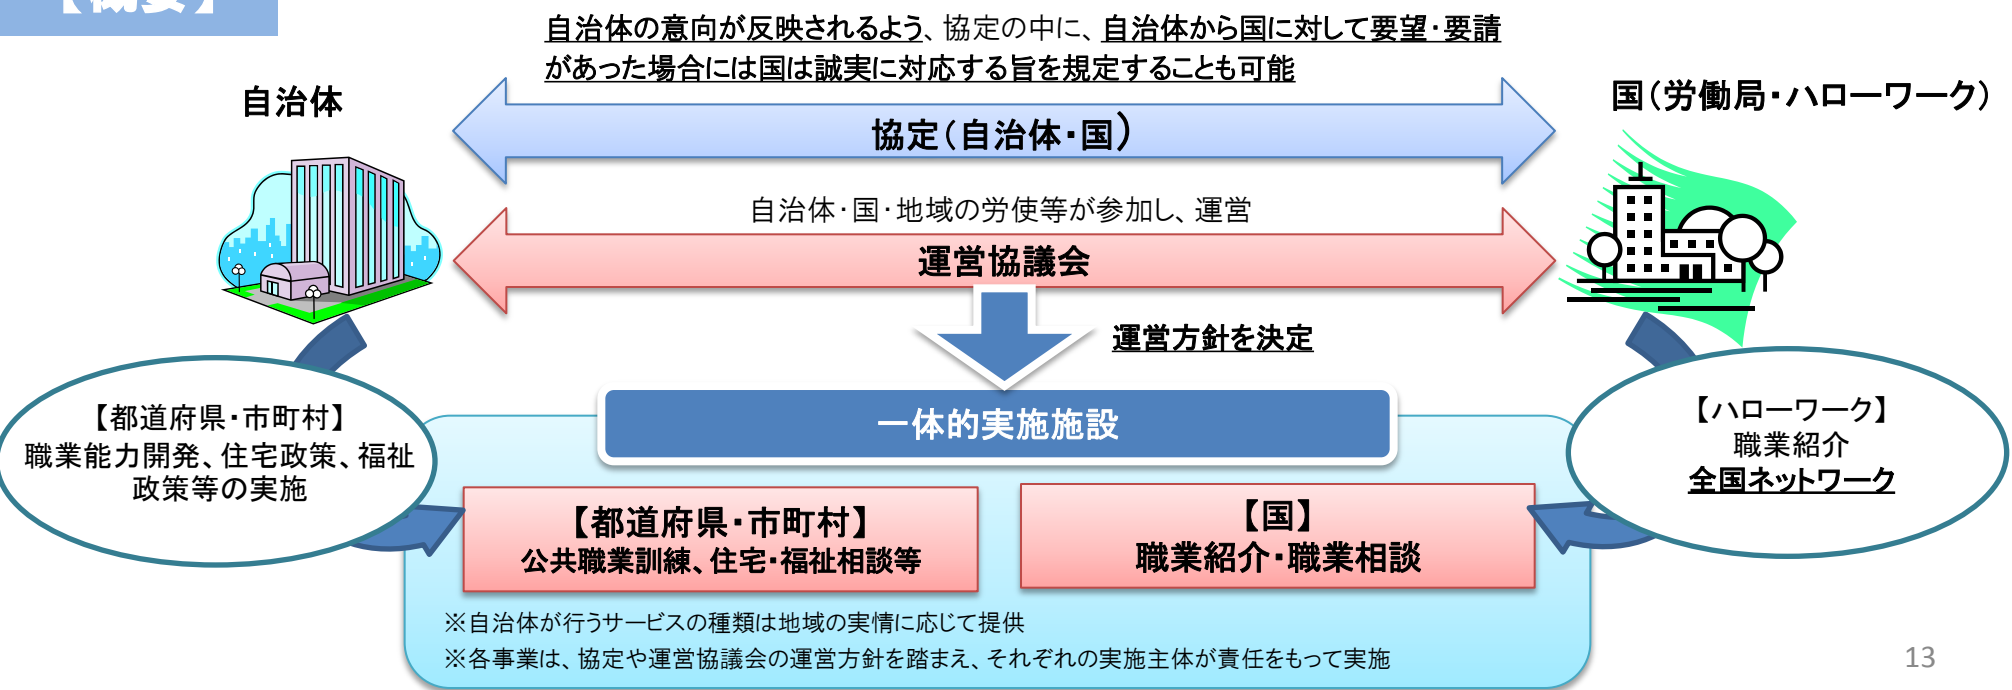 【概要】
自治体の意向が反映されるよう、協定の中に、自治体から国に対して要望・要請
があった場合には国は誠実に対応する旨を規定することも可能
自治体
国(労働局・ハローワーク)
協定(自治体・国)
自治体・国・地域の労使等が参加し、運営
運営協議会
運営方針を決定
【都道府県・市町村】
職業能力開発、住宅政策、福祉
政策等の実施
一体的実施施設
【ハローワーク】
職業紹介
全国ネットワーク
【都道府県・市町村】
公共職業訓練、住宅・福祉相談等
【国】
職業紹介・職業相談
※自治体が行うサービスの種類は地域の実情に応じて提供
※各事業は、協定や運営協議会の運営方針を踏まえ、それぞれの実施主体が責任をもって実施
13